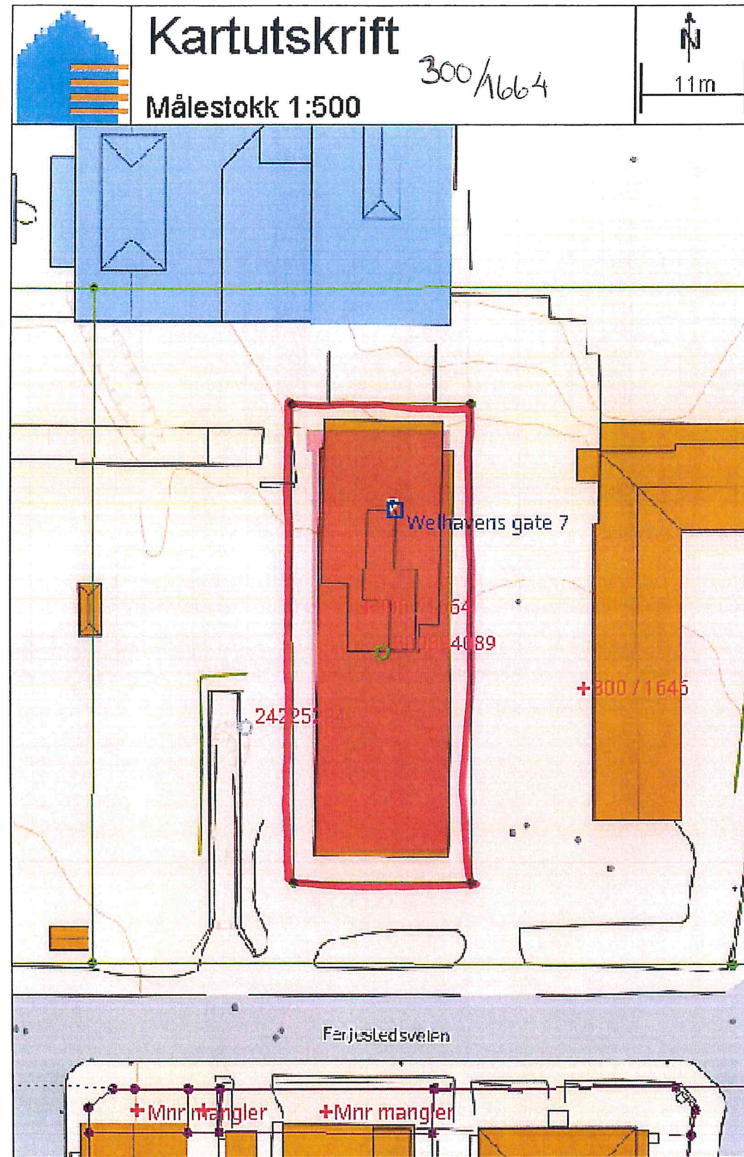 Kartutskrift
300/1664
Målestokk 1:500
N
11m
Welhavens gate 7
300 / 1645
Ferjestedsveien
Mnr mangler
Mnr mangler